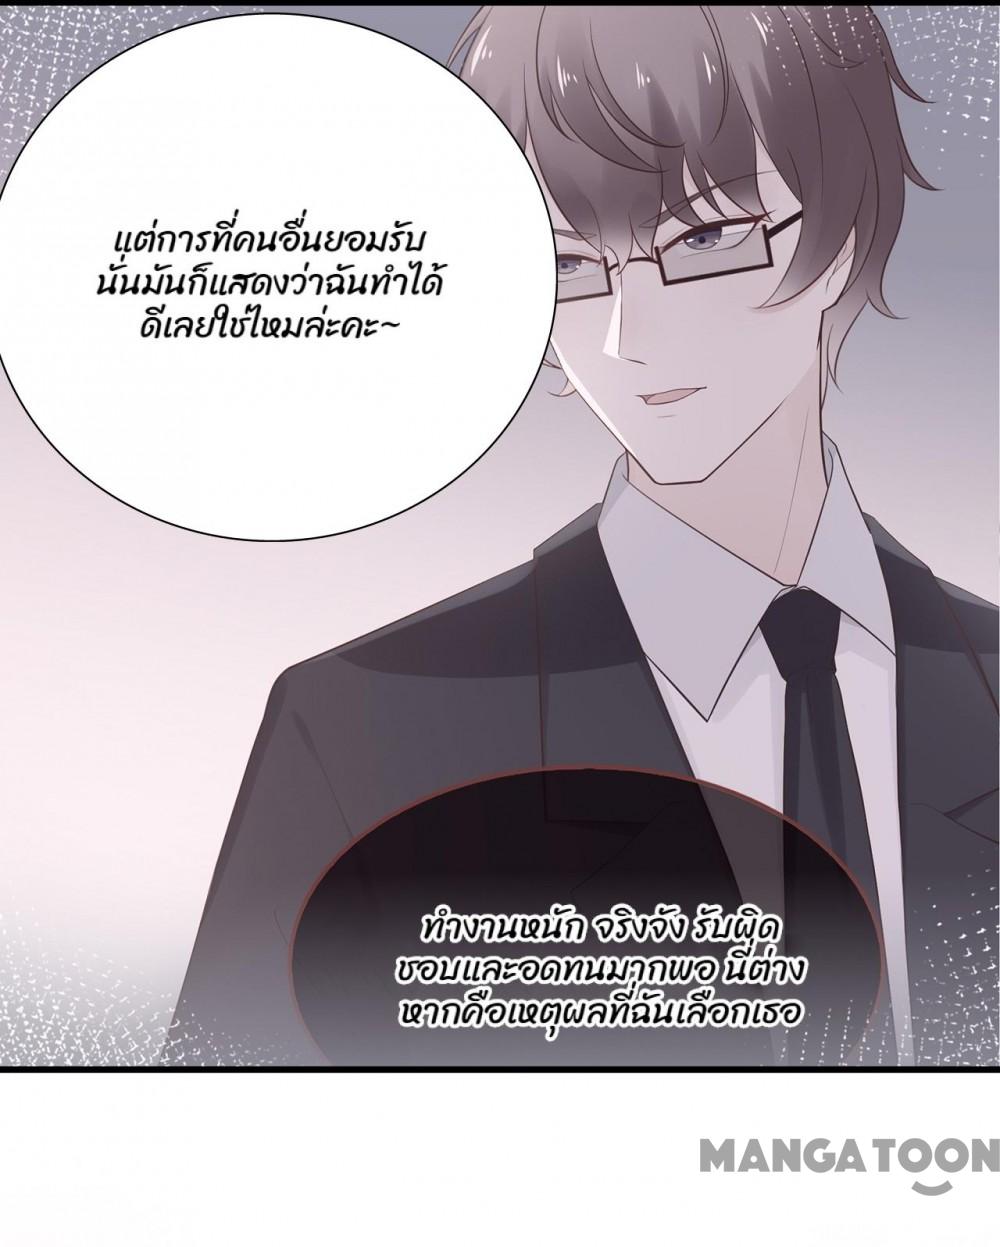 แต่การที่คนอื่นยอมรับ
นั่นมันก็แสดงว่าฉันทำได้
ดีเลยใช่ไหมล่ะคะ~
ทำงานหนัก จริงจัง รับผิด
ชอบและอดทนมากพอ นี่ต่าง
หากคือเหตุผลที่ฉันเลือกเธอ
MANGATOON